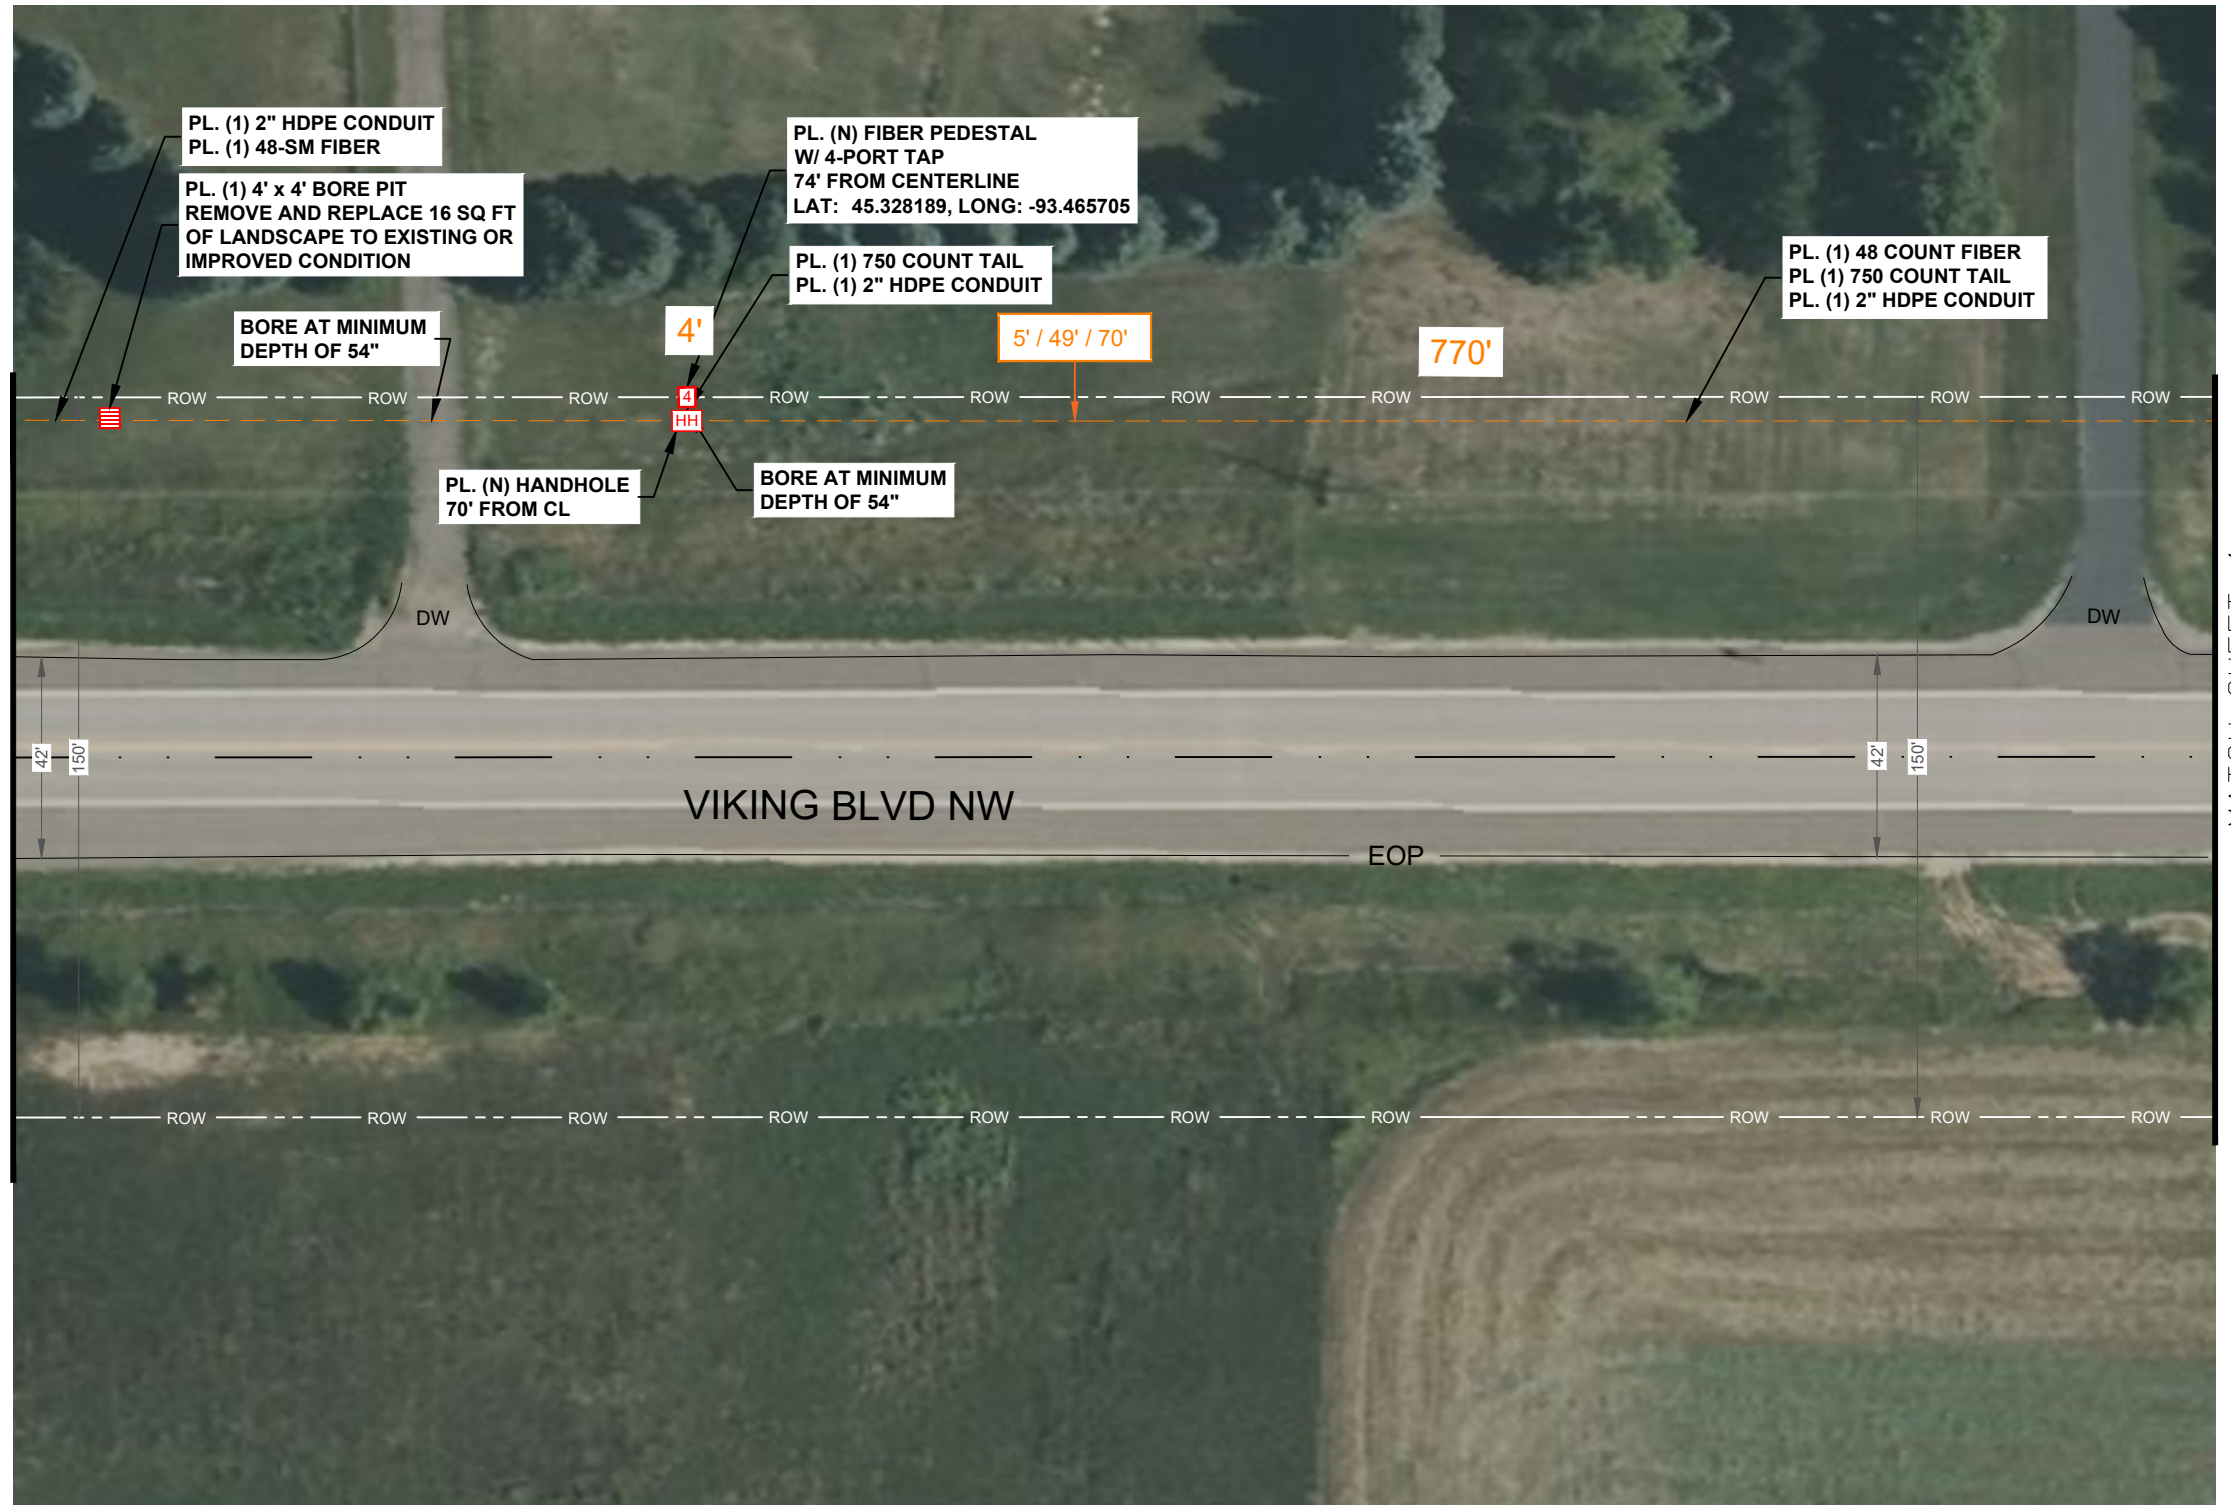 PL. (1) 2" HDPE CONDUIT
PL. (1) 48-SM FIBER
PL. (1) 4' x 4' BORE PIT
REMOVE AND REPLACE 16 SQ FT
OF LANDSCAPE TO EXISTING OR
IMPROVED CONDITION
BORE AT MINIMUM
DEPTH OF 54"
PL. (N) FIBER PEDESTAL
W/ 4-PORT TAP
74' FROM CENTERLINE
LAT: 45.328189, LONG: -93.465705
PL. (1) 750 COUNT TAIL
PL. (1) 2" HDPE CONDUIT
PL. (1) 48 COUNT FIBER
PL (1) 750 COUNT TAIL
PL. (1) 2" HDPE CONDUIT
4'
5' / 49' / 70'
770'
ROW ROW ROW ROW ROW ROW ROW ROW ROW ROW
4
HH
PL. (N) HANDHOLE
70' FROM CL
BORE AT MINIMUM
DEPTH OF 54"
DW
DW
42'
150'
42'
150'
VIKING BLVD NW
EOP
ROW ROW ROW ROW ROW ROW ROW ROW ROW ROW